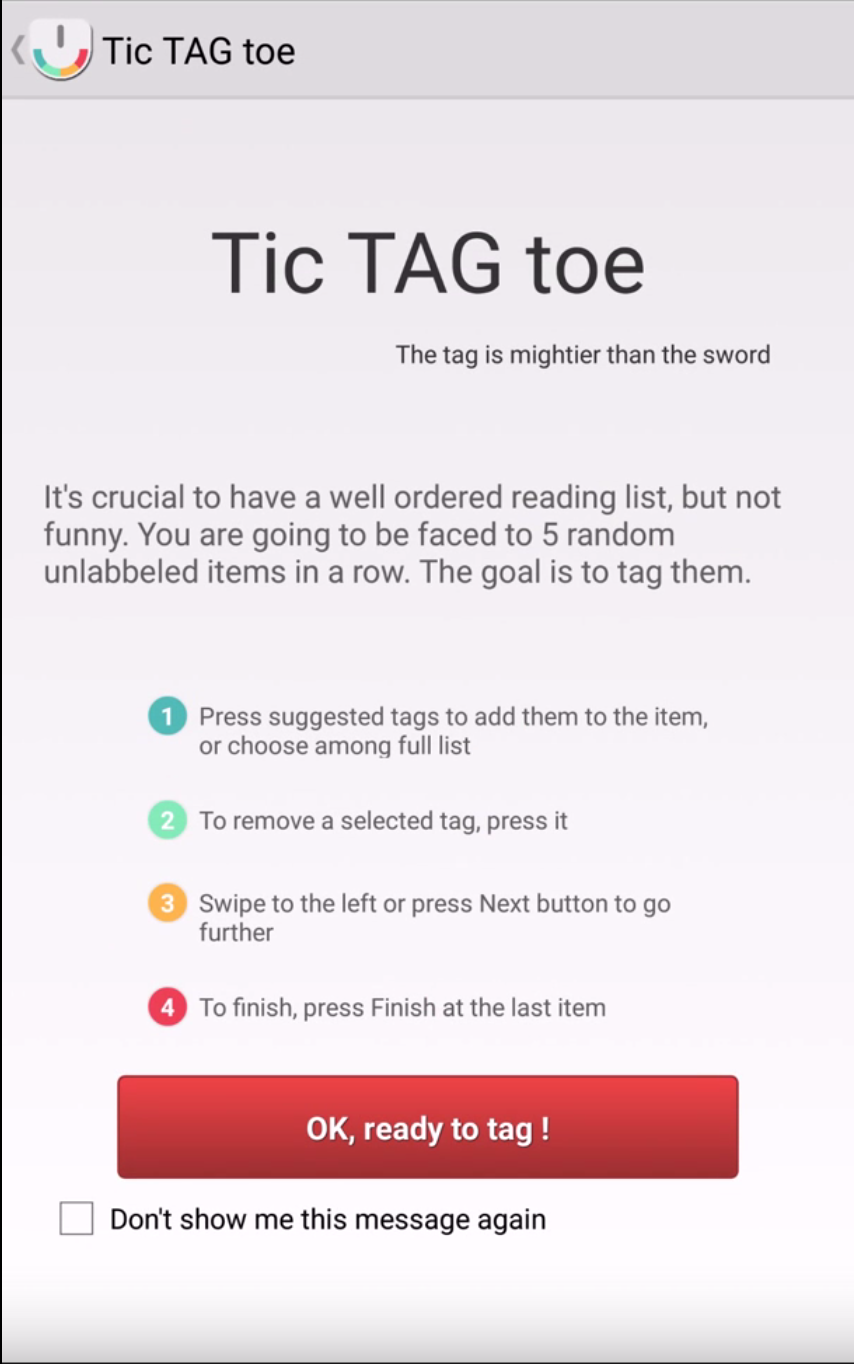 Tic TAG toe
Tic TAG toe
The tag is mightier than the sword
It's crucial to have a well ordered reading list, but not
funny. You are going to be faced to 5 random
unlabbeled items in a row. The goal is to tag them.
1 Press suggested tags to add them to the item,
or choose among full list
2 To remove a selected tag, press it
3 Swipe to the left or press Next button to go
further
4 To finish, press Finish at the last item
OK, ready to tag !
Don't show me this message again